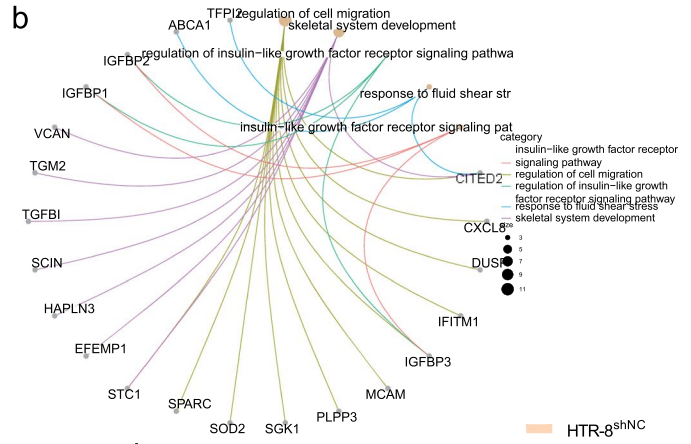 b
TFPI2
regulation of cell migration
ABCA1
skeletal system development
IGFBP2
regulation of insulin−like growth factor receptor signaling pathwa
IGFBP1
response to fluid shear str
VCAN
insulin−like growth factor receptor signaling pat
TGM2
CITED2
TGFBI
CXCL8
SCIN
DUSP
HAPLN3
IFITM1
EFEMP1
IGFBP3
STC1
MCAM
SPARC
PLPP3
SOD2
SGK1
category
insulin−like growth factor receptor
signaling pathway
regulation of cell migration
regulation of insulin−like growth
factor receptor signaling pathway
response to fluid shear stress
skeletal system development
size
3
5
7
9
11
HTR-8shNC